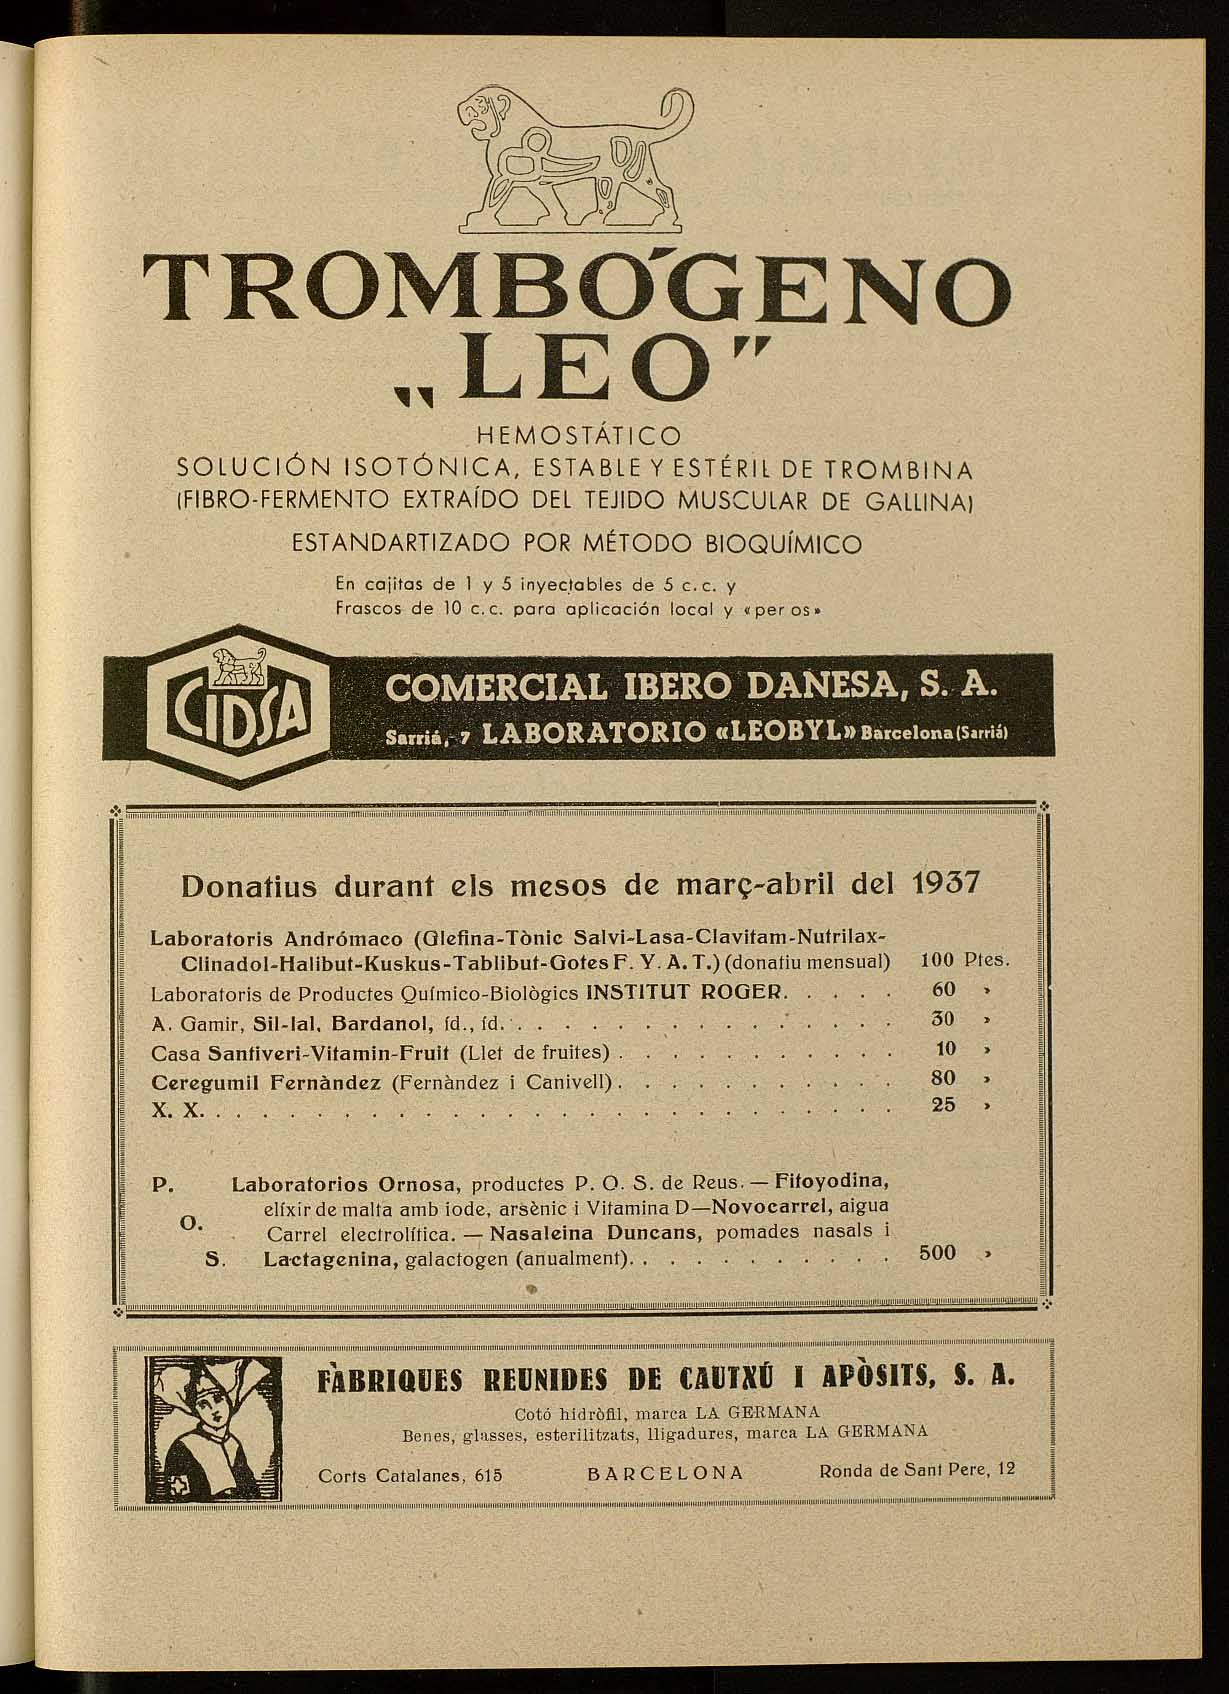 TROMBÓGENO
„LEO”
HEMOSTÁTICO
SOLUCIÓN ISOTÓNICA, ESTABLE Y ESTÉRIL DE TROMBINA
(FIBRO-FERMENTO EXTRAÍDO DEL TEJIDO MUSCULAR DE GALLINA)
ESTANDARTIZADO POR MÉTODO BIOQUÍMICO
En cajitas de 1 y 5 inyectables de 5 c.c. y
Frascos de 10 c.c. para aplicación local y «per os»
CIDSA
COMERCIAL IBERO DANESA, S. A.
Sarriá, 7 LABORATORIO «LEOBYL» Barcelona (Sarriá)
Donatius durant els mesos de març-abril del 1937
Laboratoris Andrómaco (Glefina-Tònic Salvi-Lasa-Clavitam-Nutrilax-
Clinadol-Halibut-Kuskus-Tablibut-Gotes F. Y. A. T.) (donatiu mensual) 100 Ptes.
Laboratoris de Productes Químico-Biològics INSTITUT ROGER. . . . . 60 »
A. Gamir, Sil-lal, Bardanol, íd., íd. . . . . . . . . . . . . . . . . 30 »
Casa Santiveri-Vitamin-Fruit (Llet de fruites) . . . . . . . . . . . 10 »
Ceregumil Fernàndez (Fernàndez i Canivell) . . . . . . . . . . . 80 »
X. X. . . . . . . . . . . . . . . . . . . . . . . . . . . . . 25 »
P. Laboratorios Ornosa, productes P. O. S. de Reus. — Fitoyodina,
elíxir de malta amb iode, arsènic i Vitamina D—Novocarrel, aigua
O. Carrel electrolítica. — Nasaleina Duncans, pomades nasals i
S. Lactagenina, galactogen (anualment). . . . . . . . . . . . 500 »
FÀBRIQUES REUNIDES DE CAUTXÚ I APÒSITS, S. A.
Cotó hidròfil, marca LA GERMANA
Benes, glasses, esterilitzats, lligadures, marca LA GERMANA
Corts Catalanes, 615 BARCELONA Ronda de Sant Pere, 12